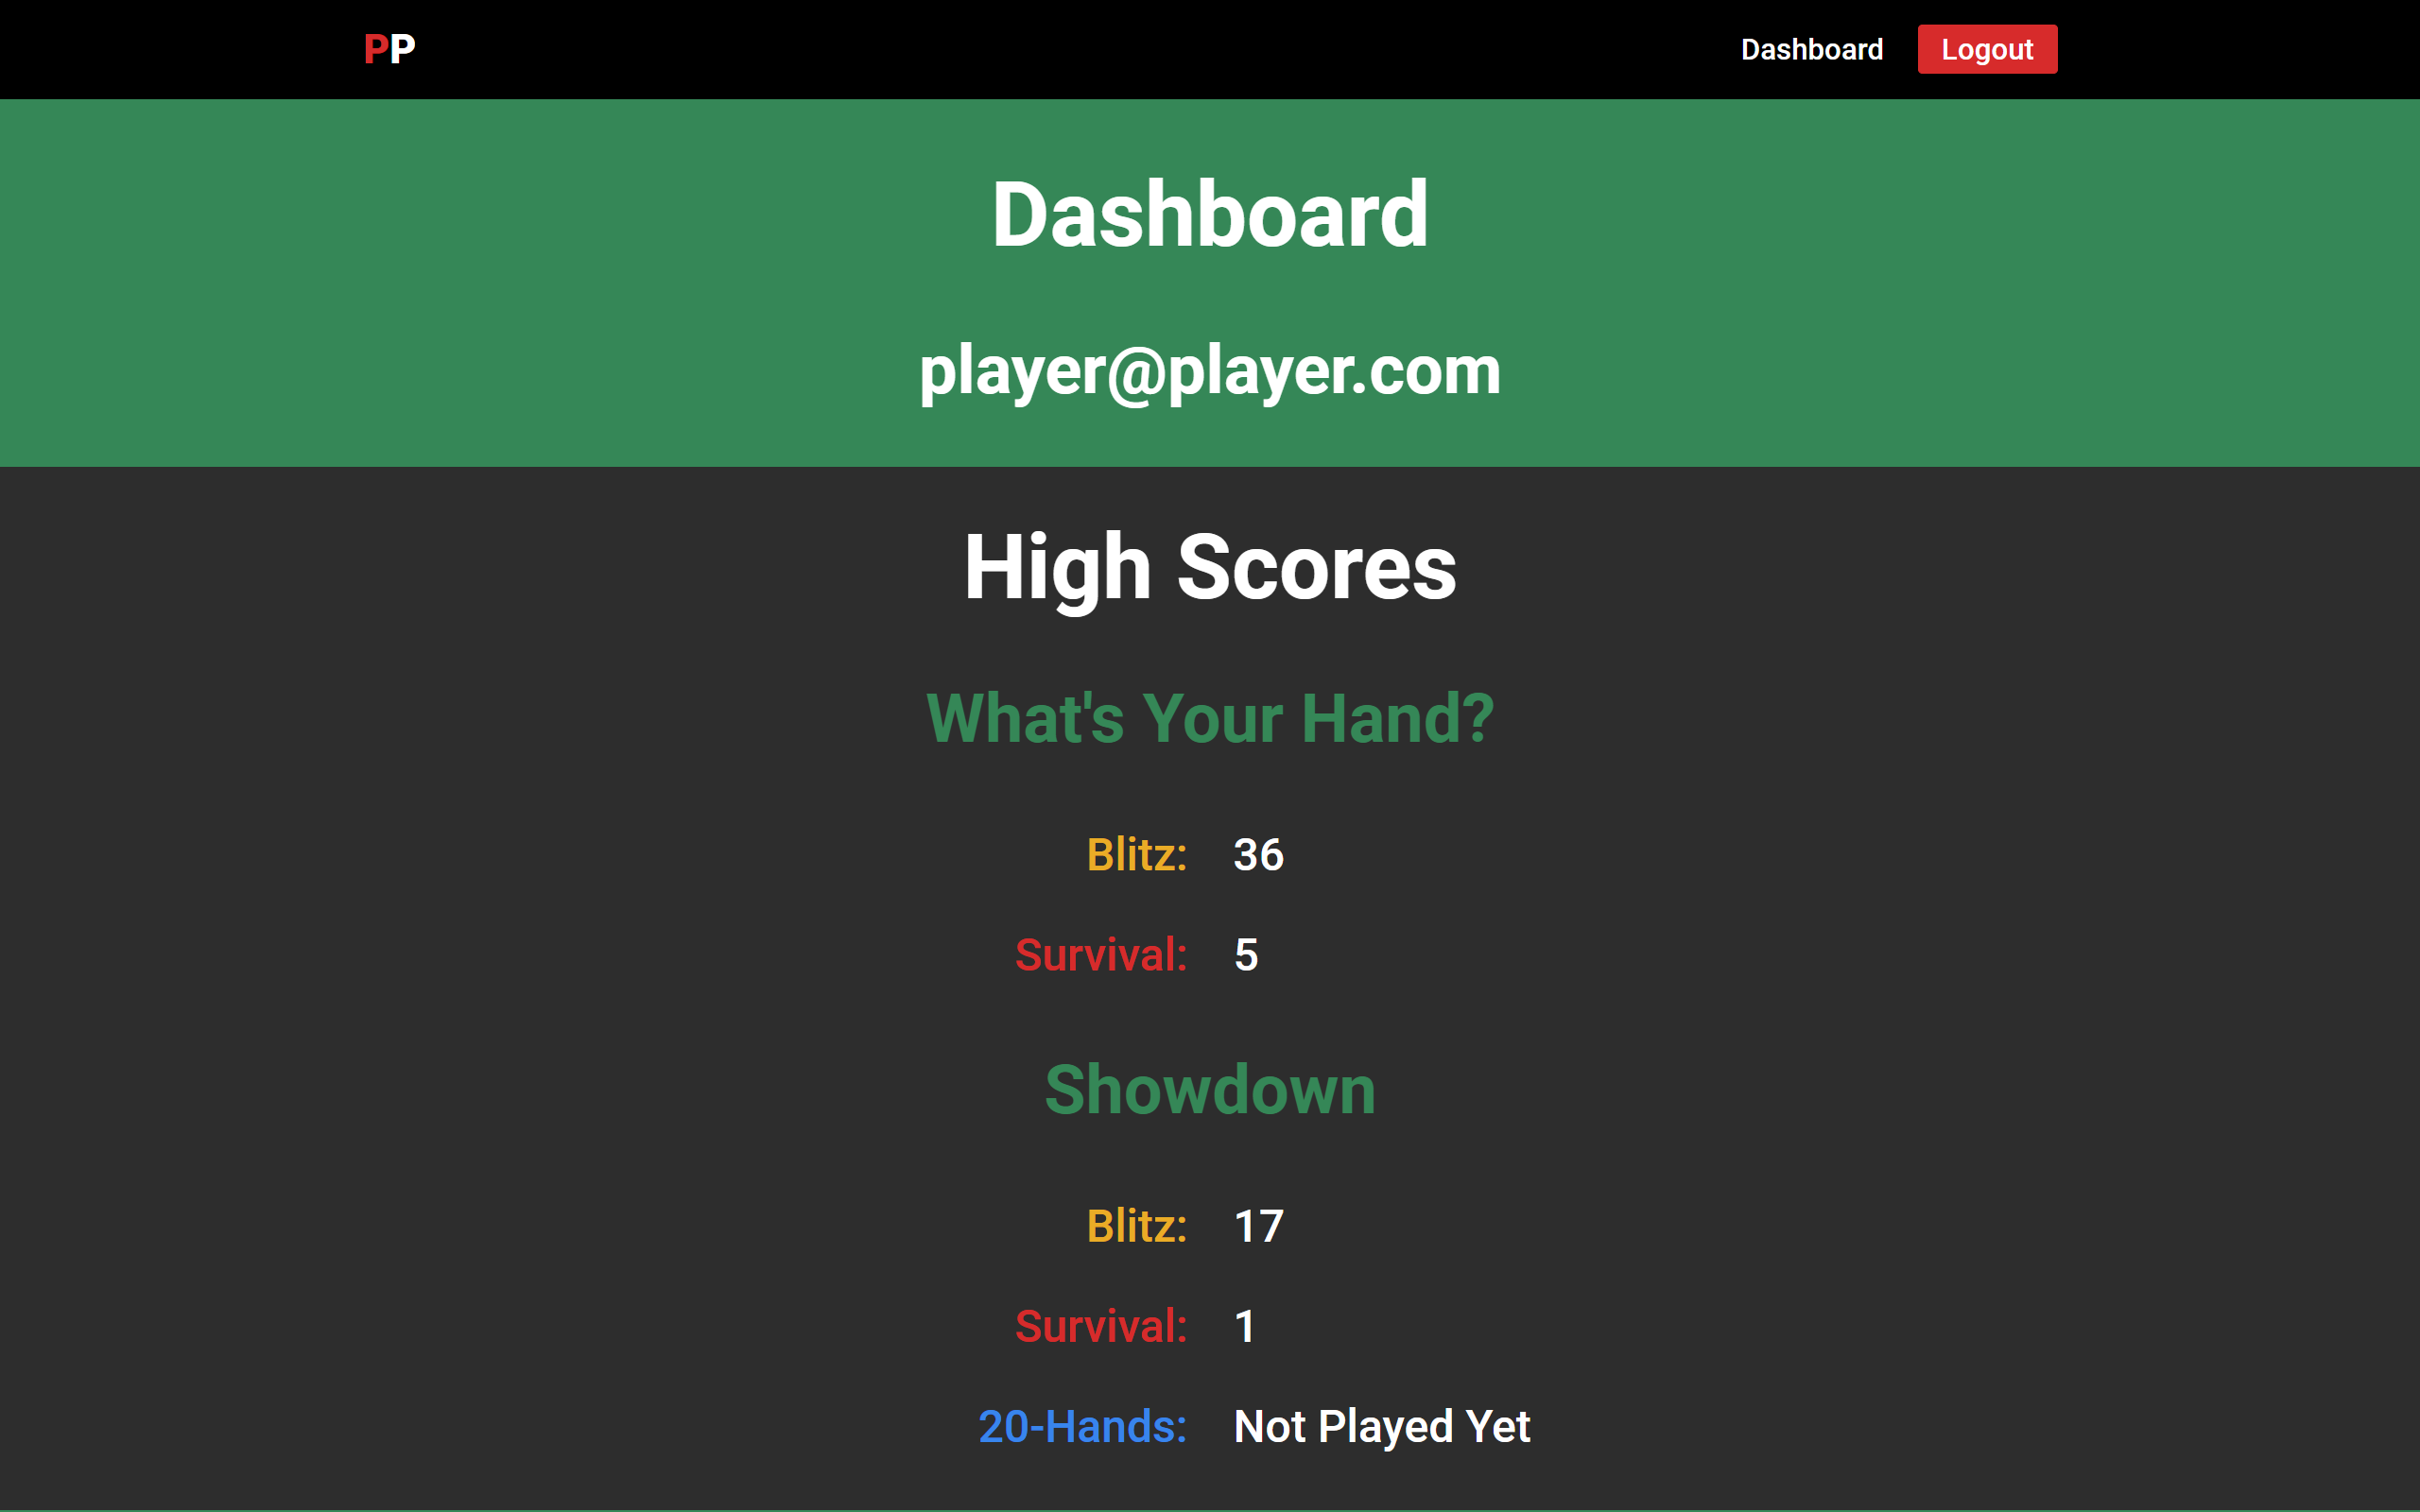 PP Dashboard Logout
Dashboard
player@player.com
High Scores
What's Your Hand?
Blitz: 36
Survival: 5
Showdown
Blitz: 17
Survival: 1
20-Hands: Not Played Yet